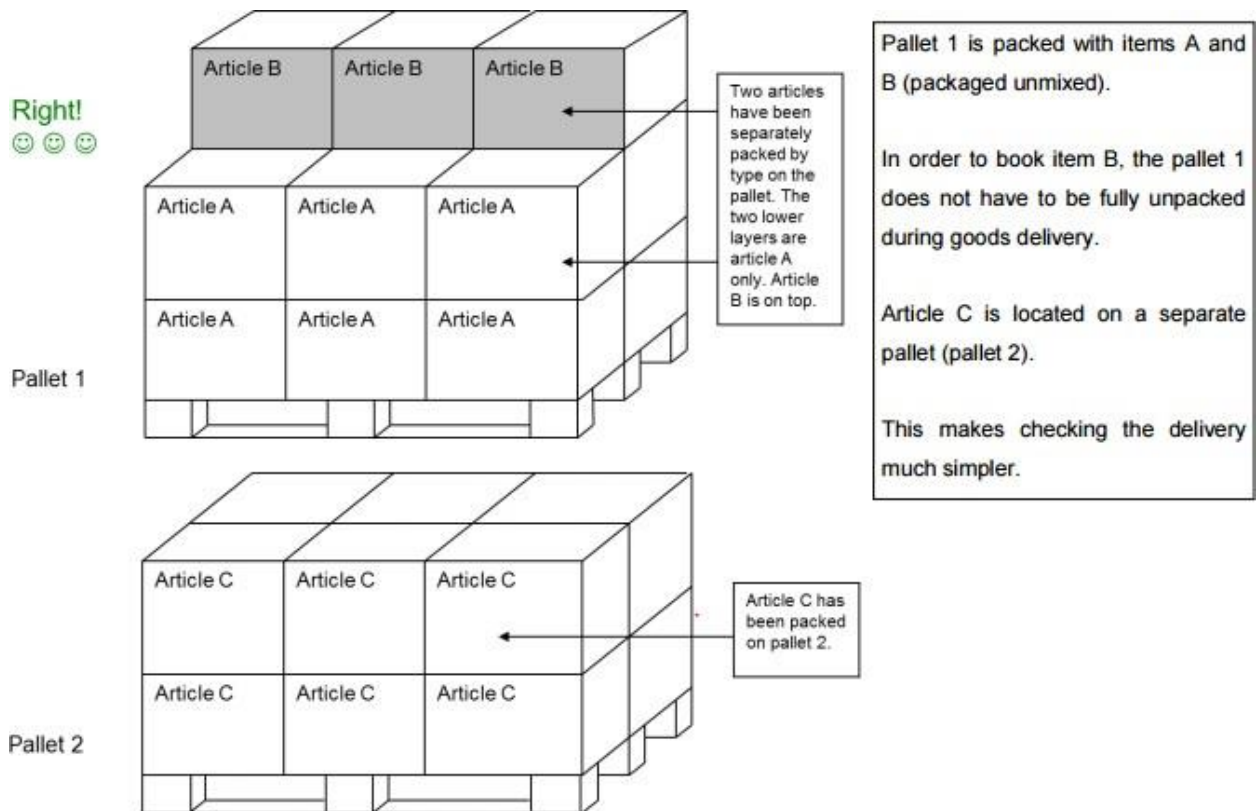 Right!
☺ ☺ ☺
Article B Article B Article B
Article A Article A Article A
Article A Article A Article A
Pallet 1
Two articles
have been
separately
packed by
type on the
pallet. The
two lower
layers are
article A
only. Article
B is on top.
Pallet 1 is packed with items A and
B (packaged unmixed).
In order to book item B, the pallet 1
does not have to be fully unpacked
during goods delivery.
Article C is located on a separate
pallet (pallet 2).
This makes checking the delivery
much simpler.
Article C Article C Article C
Article C Article C Article C
Pallet 2
Article C has
been packed
on pallet 2.